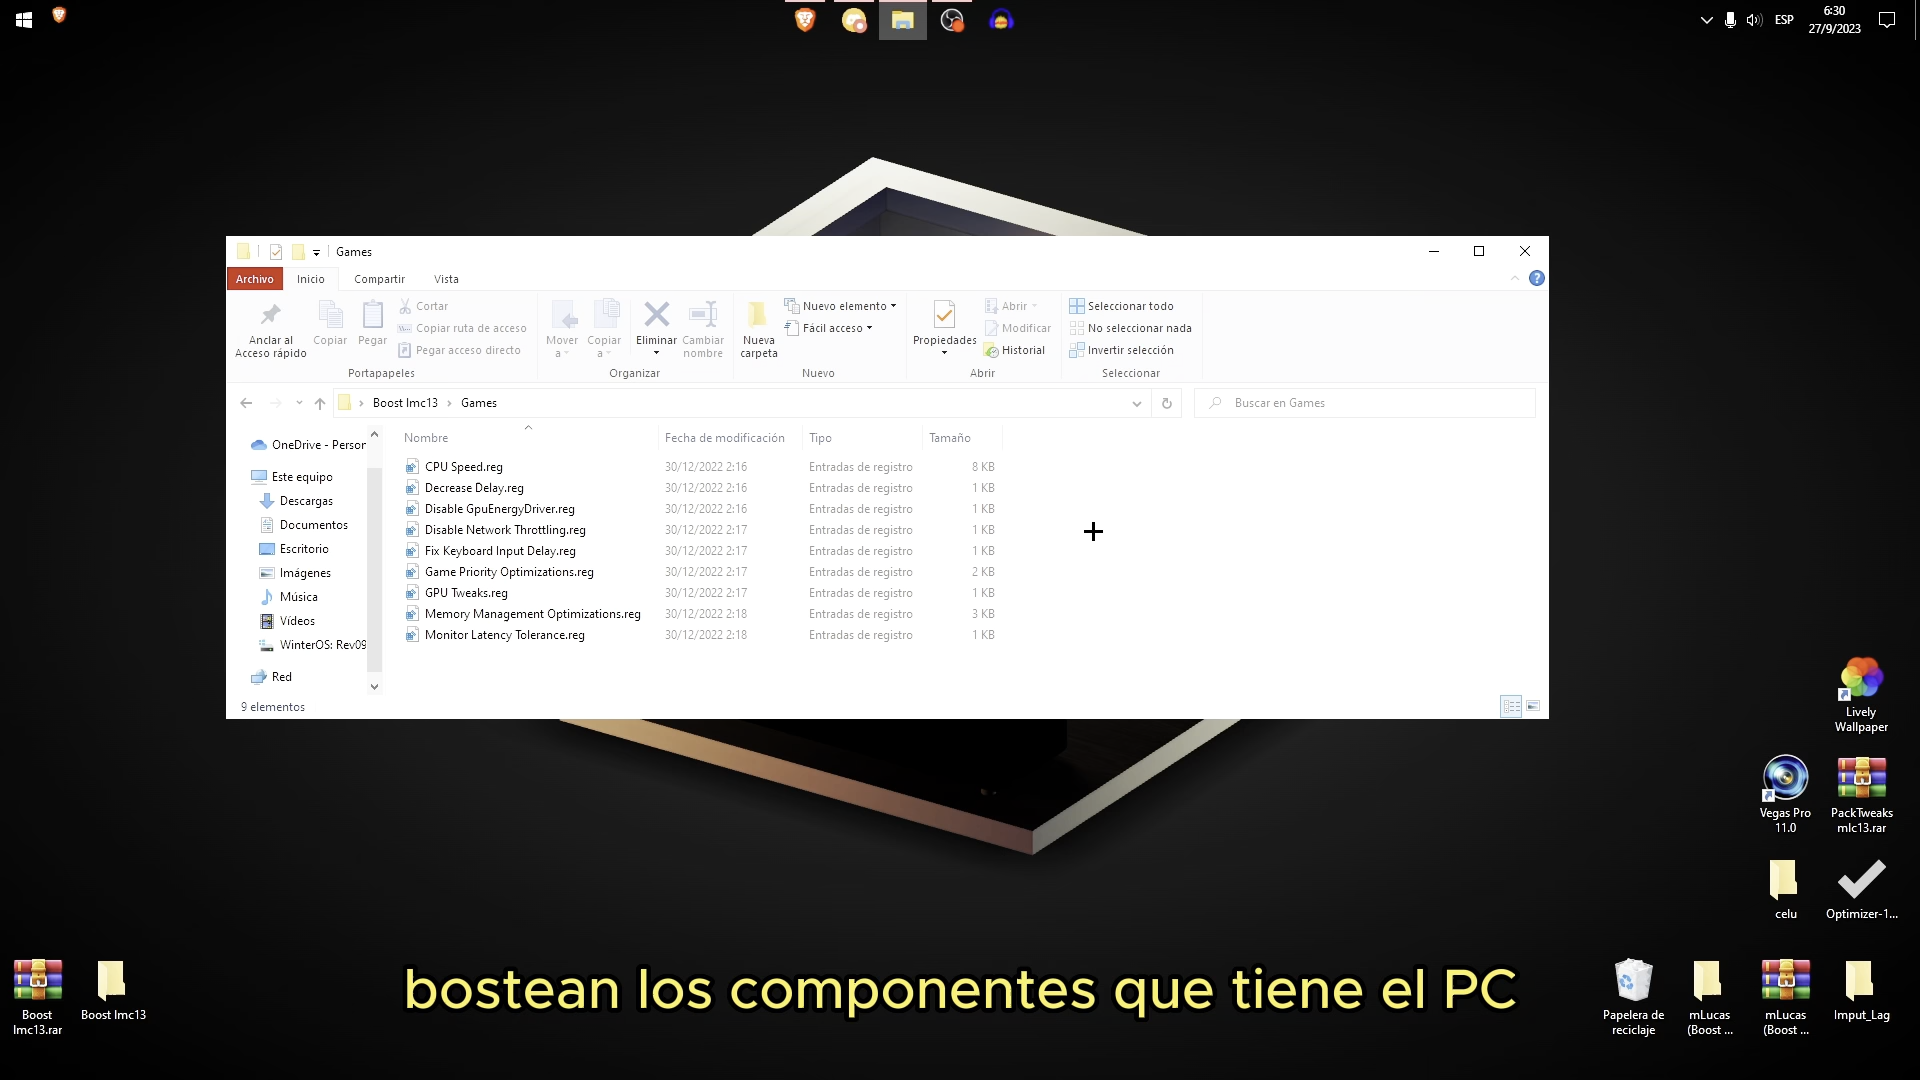 ESP
6:30
27/9/2023
Games
Archivo
Inicio
Compartir
Vista
Anclar al
Acceso rápido
Copiar
Pegar
Cortar
Copiar ruta de acceso
Pegar acceso directo
Portapapeles
Mover
a
Copiar
a
Eliminar
Cambiar
nombre
Organizar
Nueva
carpeta
Nuevo elemento
Fácil acceso
Nuevo
Propiedades
Abrir
Modificar
Historial
Abrir
Seleccionar todo
No seleccionar nada
Invertir selección
Seleccionar
Boost lmc13 › Games
Buscar en Games
OneDrive - Person
Este equipo
Descargas
Documentos
Escritorio
Imágenes
Música
Vídeos
WinterOS: Rev09
Red
Nombre Fecha de modificación Tipo Tamaño
CPU Speed.reg 30/12/2022 2:16 Entradas de registro 8 KB
Decrease Delay.reg 30/12/2022 2:16 Entradas de registro 1 KB
Disable GpuEnergyDriver.reg 30/12/2022 2:16 Entradas de registro 1 KB
Disable Network Throttling.reg 30/12/2022 2:17 Entradas de registro 1 KB
Fix Keyboard Input Delay.reg 30/12/2022 2:17 Entradas de registro 1 KB
Game Priority Optimizations.reg 30/12/2022 2:17 Entradas de registro 2 KB
GPU Tweaks.reg 30/12/2022 2:17 Entradas de registro 1 KB
Memory Management Optimizations.reg 30/12/2022 2:18 Entradas de registro 3 KB
Monitor Latency Tolerance.reg 30/12/2022 2:18 Entradas de registro 1 KB
9 elementos
Lively
Wallpaper
Vegas Pro
11.0
PackTweaks
mlc13.rar
celu
Optimizer-1...
Boost
lmc13.rar
Boost lmc13
bostean los componentes que tiene el PC
Papelera de
reciclaje
mLucas
(Boost ...
mLucas
(Boost ...
Imput_Lag